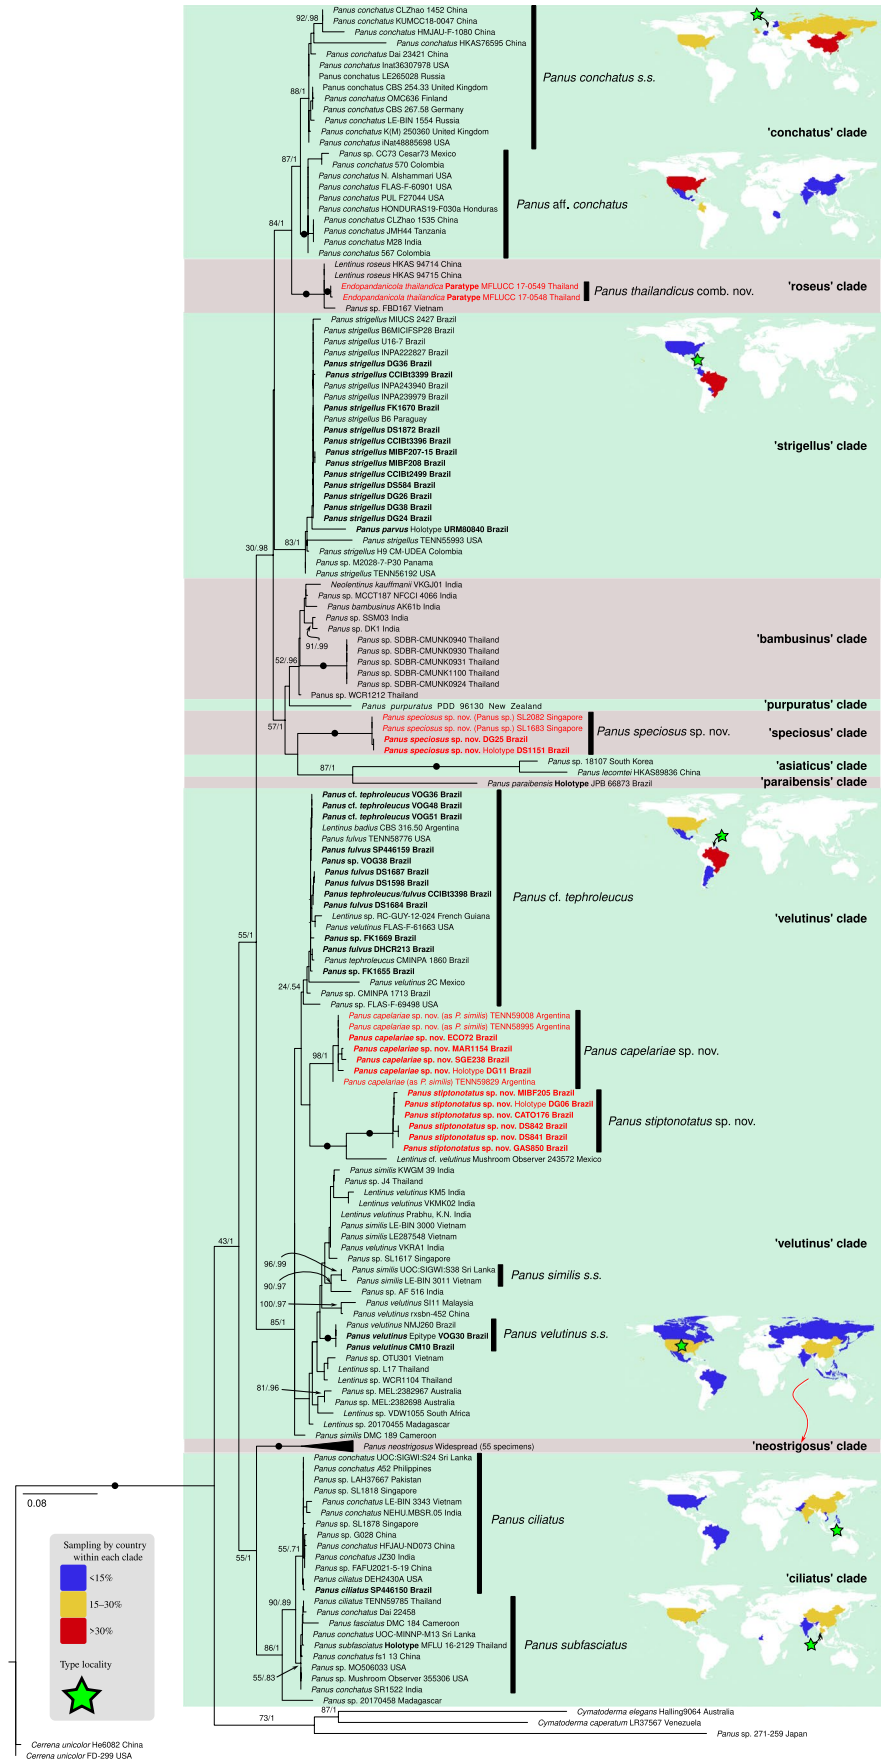 Panus conchatus CLZhao 1452 China
92/.98
Panus conchatus KUMCC18-0047 China
Panus conchatus HMJAU-F-1080 China
Panus conchatus HKAS76595 China
Panus conchatus Dai 23421 China
Panus conchatus Inat36307978 USA
Panus conchatus LE265028 Russia
Panus conchatus s.s.
Panus conchatus CBS 254.33 United Kingdom
88/1
Panus conchatus OMC636 Finland
Panus conchatus CBS 267.58 Germany
Panus conchatus LE-BIN 1554 Russia
Panus conchatus K(M) 250360 United Kingdom
'conchatus' clade
Panus conchatus iNat48885698 USA
Panus sp. CC73 Cesar73 Mexico
87/1
Panus conchatus 570 Colombia
Panus conchatus N. Alshammari USA
Panus conchatus FLAS-F-60901 USA
Panus conchatus PUL F27044 USA
Panus aff. conchatus
Panus conchatus HONDURAS19-F030a Honduras
Panus conchatus CLZhao 1535 China
84/1
Panus conchatus JMH44 Tanzania
Panus conchatus M28 India
Panus conchatus 567 Colombia
Lentinus roseus HKAS 94714 China
Lentinus roseus HKAS 94715 China
Endopandanicola thailandica Paratype MFLUCC 17-0549 Thailand
Panus thailandicus comb. nov.
'roseus' clade
Endopandanicola thailandica Paratype MFLUCC 17-0548 Thailand
Panus sp. FBD167 Vietnam
Panus strigellus MIUCS 2427 Brazil
Panus strigellus B6MICIFSP28 Brazil
Panus strigellus U16-7 Brazil
Panus strigellus INPA222827 Brazil
Panus strigellus DG36 Brazil
Panus strigellus CCIBt3399 Brazil
Panus strigellus INPA243940 Brazil
Panus strigellus INPA239979 Brazil
Panus strigellus FK1670 Brazil
Panus strigellus B6 Paraguay
Panus strigellus DS1872 Brazil
Panus strigellus CCIBt3396 Brazil
'strigellus' clade
Panus strigellus MIBF207-15 Brazil
Panus strigellus MIBF208 Brazil
Panus strigellus CCIBt2499 Brazil
Panus strigellus DS584 Brazil
Panus strigellus DG26 Brazil
Panus strigellus DG38 Brazil
Panus strigellus DG24 Brazil
Panus parvus Holotype URM80840 Brazil
83/1
Panus strigellus TENN55993 USA
30/.98
Panus strigellus H9 CM-UDEA Colombia
Panus sp. M2028-7-P30 Panama
Panus strigellus TENN56192 USA
Neolentinus kauffmanii VKGJ01 India
Panus sp. MCCT187 NFCCI 4066 India
Panus bambusinus AK61b India
Panus sp. SSM03 India
Panus sp. DK1 India
91/.99
Panus sp. SDBR-CMUNK0940 Thailand
'bambusinus' clade
Panus sp. SDBR-CMUNK0930 Thailand
52/.96
Panus sp. SDBR-CMUNK0931 Thailand
Panus sp. SDBR-CMUNK1100 Thailand
Panus sp. SDBR-CMUNK0924 Thailand
Panus sp. WCR1212 Thailand
Panus purpuratus PDD 96130 New Zealand
'purpuratus' clade
Panus speciosus sp. nov. (Panus sp.) SL2082 Singapore
57/1
Panus speciosus sp. nov. (Panus sp.) SL1683 Singapore
Panus speciosus sp. nov.
'speciosus' clade
Panus speciosus sp. nov. DG25 Brazil
Panus speciosus sp. nov. Holotype DS1151 Brazil
Panus sp. 18107 South Korea
'asiaticus' clade
87/1
Panus lecomtei HKAS89836 China
Panus paraibensis Holotype JPB 66873 Brazil
'paraibensis' clade
Panus cf. tephroleucus VOG36 Brazil
Panus cf. tephroleucus VOG48 Brazil
Panus cf. tephroleucus VOG51 Brazil
Lentinus badius CBS 316.50 Argentina
Panus fulvus TENN58776 USA
Panus fulvus SP446159 Brazil
Panus sp. VOG38 Brazil
Panus fulvus DS1687 Brazil
Panus fulvus DS1598 Brazil
Panus tephroleucus/fulvus CCIBt3398 Brazil
Panus cf. tephroleucus
Panus fulvus DS1684 Brazil
Lentinus sp. RC-GUY-12-024 French Guiana
'velutinus' clade
Panus velutinus FLAS-F-61663 USA
Panus sp. FK1669 Brazil
55/1
Panus fulvus DHCR213 Brazil
Panus tephroleucus CMINPA 1860 Brazil
Panus sp. FK1655 Brazil
Panus velutinus 2C Mexico
24/.54
Panus sp. CMINPA 1713 Brazil
Panus sp. FLAS-F-69498 USA
Panus capelariae sp. nov. (as P. similis) TENN59008 Argentina
Panus capelariae sp. nov. (as P. similis) TENN58995 Argentina
Panus capelariae sp. nov. ECO72 Brazil
Panus capelariae sp. nov. MAR1154 Brazil
Panus capelariae sp. nov.
98/1
Panus capelariae sp. nov. SGE238 Brazil
Panus capelariae sp. nov. Holotype DG11 Brazil
Panus capelariae (as P. similis) TENN59829 Argentina
Panus stiptonotatus sp. nov. MIBF205 Brazil
Panus stiptonotatus sp. nov. Holotype DG06 Brazil
Panus stiptonotatus sp. nov. CATO176 Brazil
Panus stiptonotatus sp. nov.
Panus stiptonotatus sp. nov. DS842 Brazil
Panus stiptonotatus sp. nov. DS841 Brazil
Panus stiptonotatus sp. nov. GAS850 Brazil
Lentinus cf. velutinus Mushroom Observer 243572 Mexico
Panus similis KWGM 39 India
Panus sp. J4 Thailand
Lentinus velutinus KM5 India
Lentinus velutinus VKMK02 India
Lentinus velutinus Prabhu, K.N. India
Panus similis LE-BIN 3000 Vietnam
Panus similis LE287548 Vietnam
43/1
'velutinus' clade
Panus velutinus VKRA1 India
Panus sp. SL1617 Singapore
96/.99
Panus similis UOC:SIGWI:S38 Sri Lanka
Panus similis s.s.
90/.97
Panus similis LE-BIN 3011 Vietnam
Panus sp. AF 516 India
100/.97
Panus velutinus SI11 Malaysia
Panus velutinus rxsbn-452 China
85/1
Panus velutinus NMJ260 Brazil
Panus velutinus Epitype VOG30 Brazil
Panus velutinus s.s.
Panus velutinus CM10 Brazil
Panus sp. OTU301 Vietnam
Lentinus sp. L17 Thailand
Lentinus sp. WCR1104 Thailand
81/.96
Panus sp. MEL:2382967 Australia
Panus sp. MEL:2382698 Australia
Lentinus sp. VDW1055 South Africa
Lentinus sp. 20170455 Madagascar
Panus similis DMC 189 Cameroon
Panus neostrigosus Widespread (55 specimens)
'neostrigosus' clade
Panus conchatus UOC:SIGWI:S24 Sri Lanka
Panus conchatus A52 Philippines
Panus sp. LAH37667 Pakistan
Panus sp. SL1818 Singapore
0.08
Panus conchatus LE-BIN 3343 Vietnam
Panus conchatus NEHU.MBSR.05 India
Panus ciliatus
Panus sp. SL1878 Singapore
Panus sp. G028 China
Sampling by country
within each clade
55/.71
Panus conchatus HFJAU-ND073 China
55/1
Panus conchatus JZ30 India
Panus sp. FAFU2021-5-19 China
<15%
Panus ciliatus DEH2430A USA
'ciliatus' clade
Panus ciliatus SP446150 Brazil
15–30%
90/.89
Panus ciliatus TENN59785 Thailand
Panus conchatus Dai 22458
Panus fasciatus DMC 184 Cameroon
>30%
Panus conchatus UOC-MINNP-M13 Sri Lanka
86/1
Panus subfasciatus Holotype MFLU 16-2129 Thailand
Panus subfasciatus
Panus conchatus fs1 13 China
Type locality
55/.83
Panus sp. MO506033 USA
Panus sp. Mushroom Observer 355306 USA
Panus conchatus SR1522 India
Panus sp. 20170458 Madagascar
87/1
Cymatoderma elegans Halling9064 Australia
73/1
Cymatoderma caperatum LR37567 Venezuela
Panus sp. 271-259 Japan
Cerrena unicolor He6082 China
Cerrena unicolor FD-299 USA